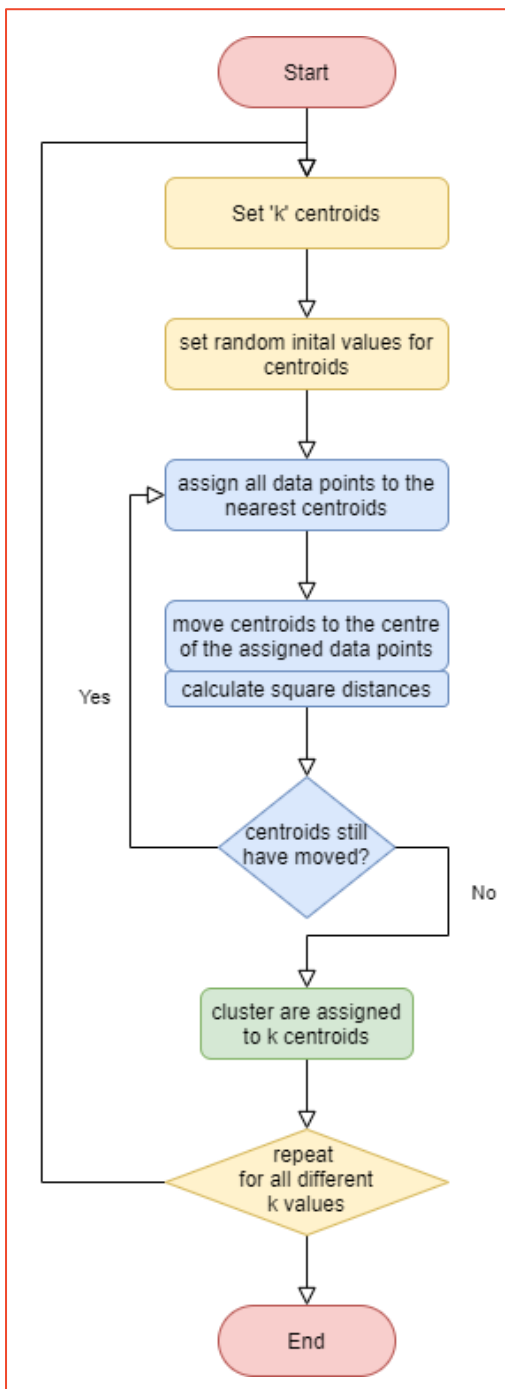 Start
Set 'k' centroids
set random inital values for
centroids
assign all data points to the
nearest centroids
move centroids to the centre
of the assigned data points
calculate square distances
Yes
centroids still
have moved?
No
cluster are assigned
to k centroids
repeat
for all different
k values
End